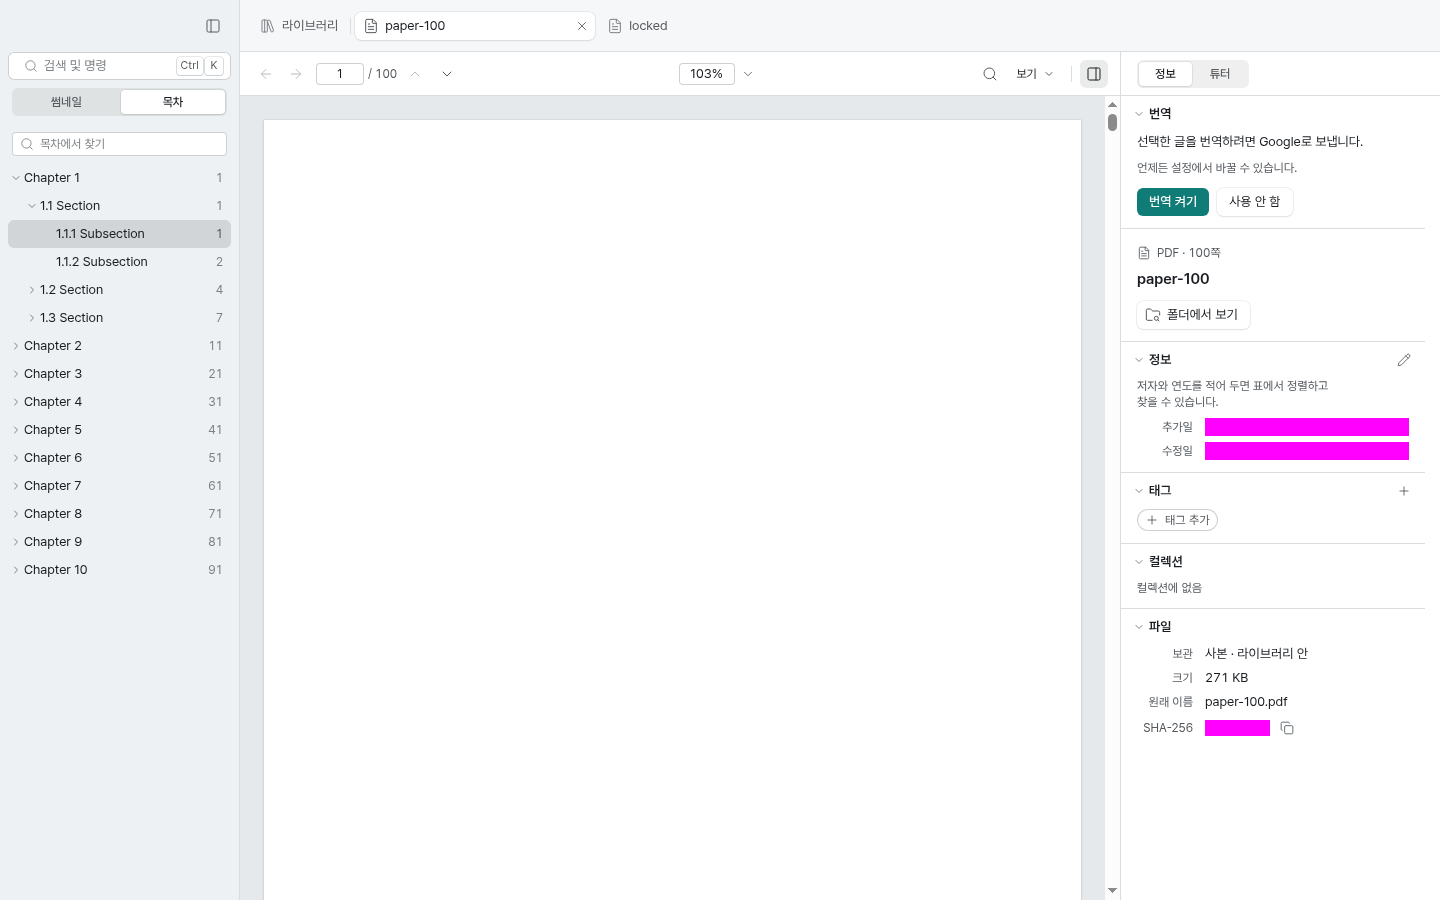 라이브러리
paper-100
locked
검색 및 명령 Ctrl K
썸네일 목차
목차에서 찾기
Chapter 1 1
1.1 Section 1
1.1.1 Subsection 1
1.1.2 Subsection 2
1.2 Section 4
1.3 Section 7
Chapter 2 11
Chapter 3 21
Chapter 4 31
Chapter 5 41
Chapter 6 51
Chapter 7 61
Chapter 8 71
Chapter 9 81
Chapter 10 91
1 / 100
103%
보기
정보 튜터
번역
선택한 글을 번역하려면 Google로 보냅니다.
언제든 설정에서 바꿀 수 있습니다.
번역 켜기 사용 안 함
PDF · 100쪽
paper-100
폴더에서 보기
정보
저자와 연도를 적어 두면 표에서 정렬하고
찾을 수 있습니다.
추가일
수정일
태그
태그 추가
컬렉션
컬렉션에 없음
파일
보관 사본 · 라이브러리 안
크기 271 KB
원래 이름 paper-100.pdf
SHA-256